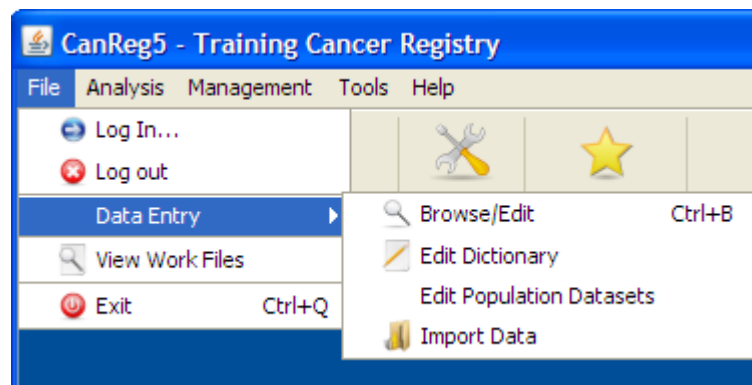 CanReg5 - Training Cancer Registry
File Analysis Management Tools Help
Log In...
Log out
Data Entry
View Work Files
Exit Ctrl+Q
Browse/Edit Ctrl+B
Edit Dictionary
Edit Population Datasets
Import Data